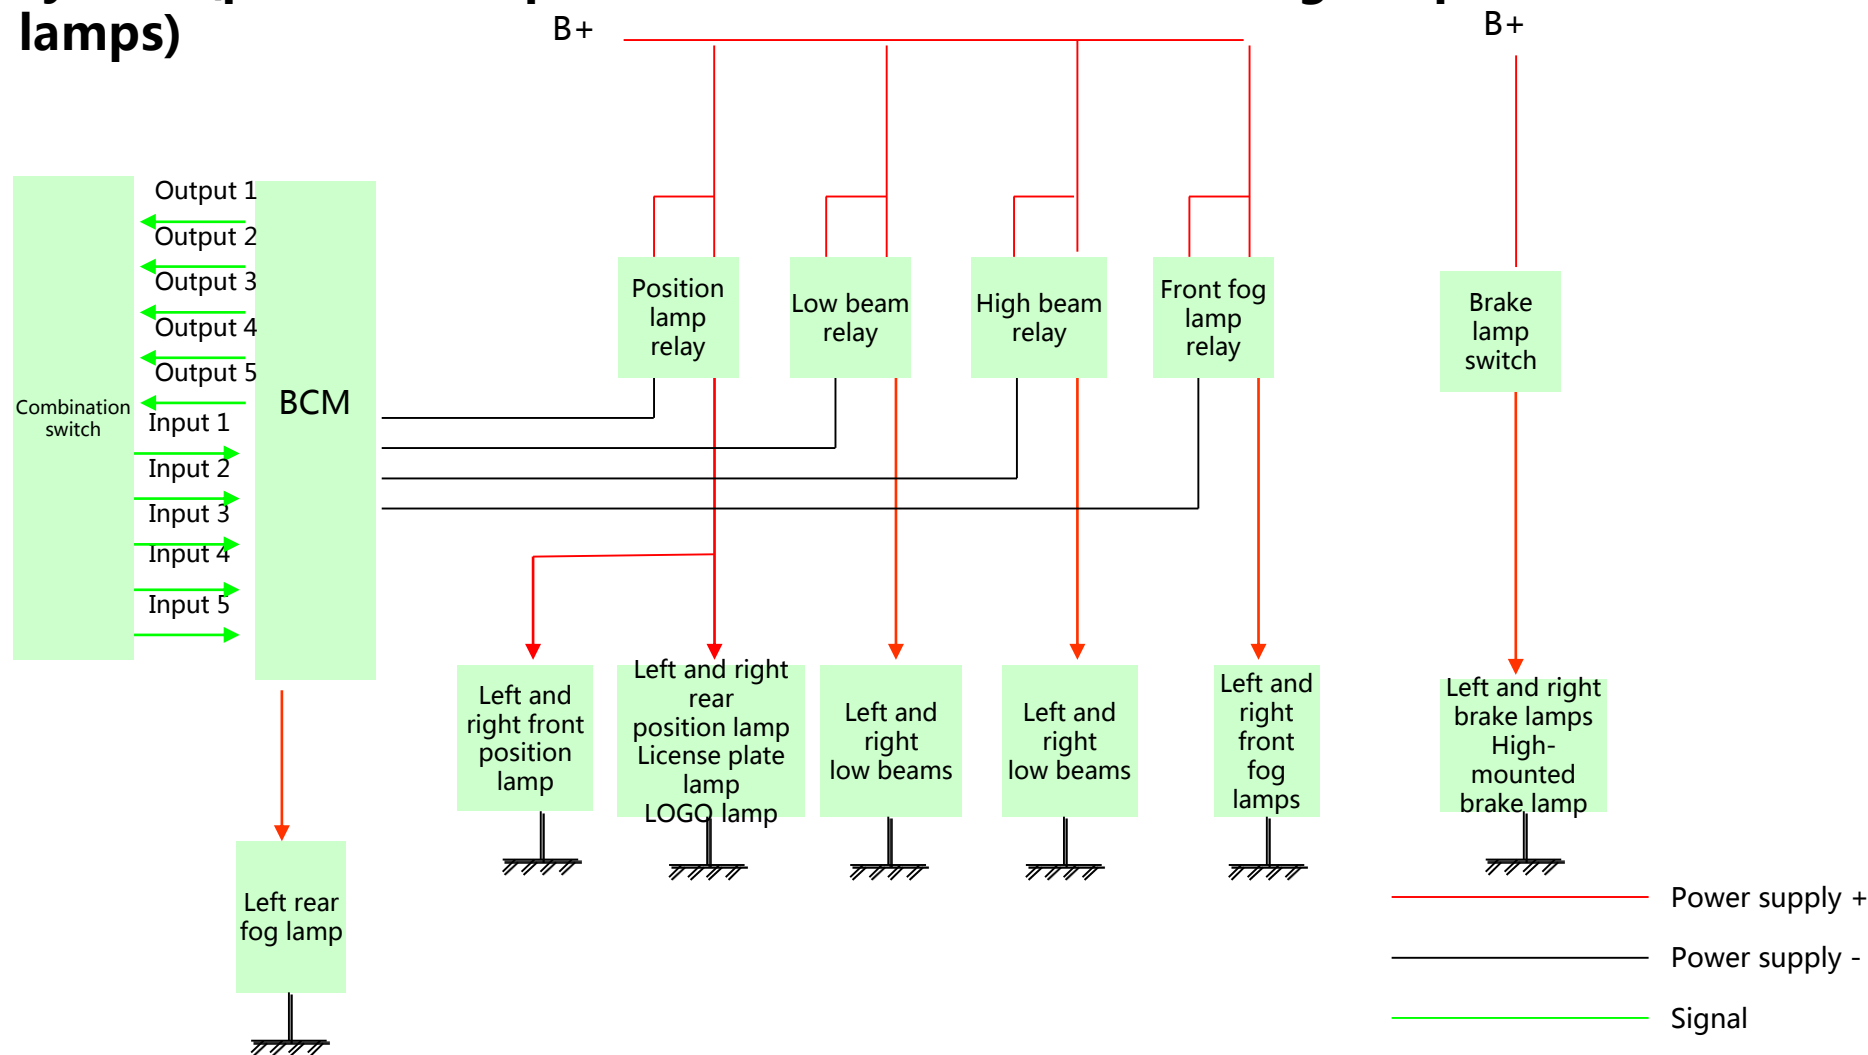 lamps)
B+
B+
Output 1
Output 2
Output 3
Output 4
Output 5
Input 1
Input 2
Input 3
Input 4
Input 5
Combination
switch
BCM
Position
lamp
relay
Low beam
relay
High beam
relay
Front fog
lamp
relay
Brake
lamp
switch
Left and
right front
position
lamp
Left and right
rear
position lamp
License plate
lamp
LOGO lamp
Left and
right
low beams
Left and
right
low beams
Left and
right
front
fog
lamps
Left and right
brake lamps
High-
mounted
brake lamp
Left rear
fog lamp
Power supply +
Power supply -
Signal